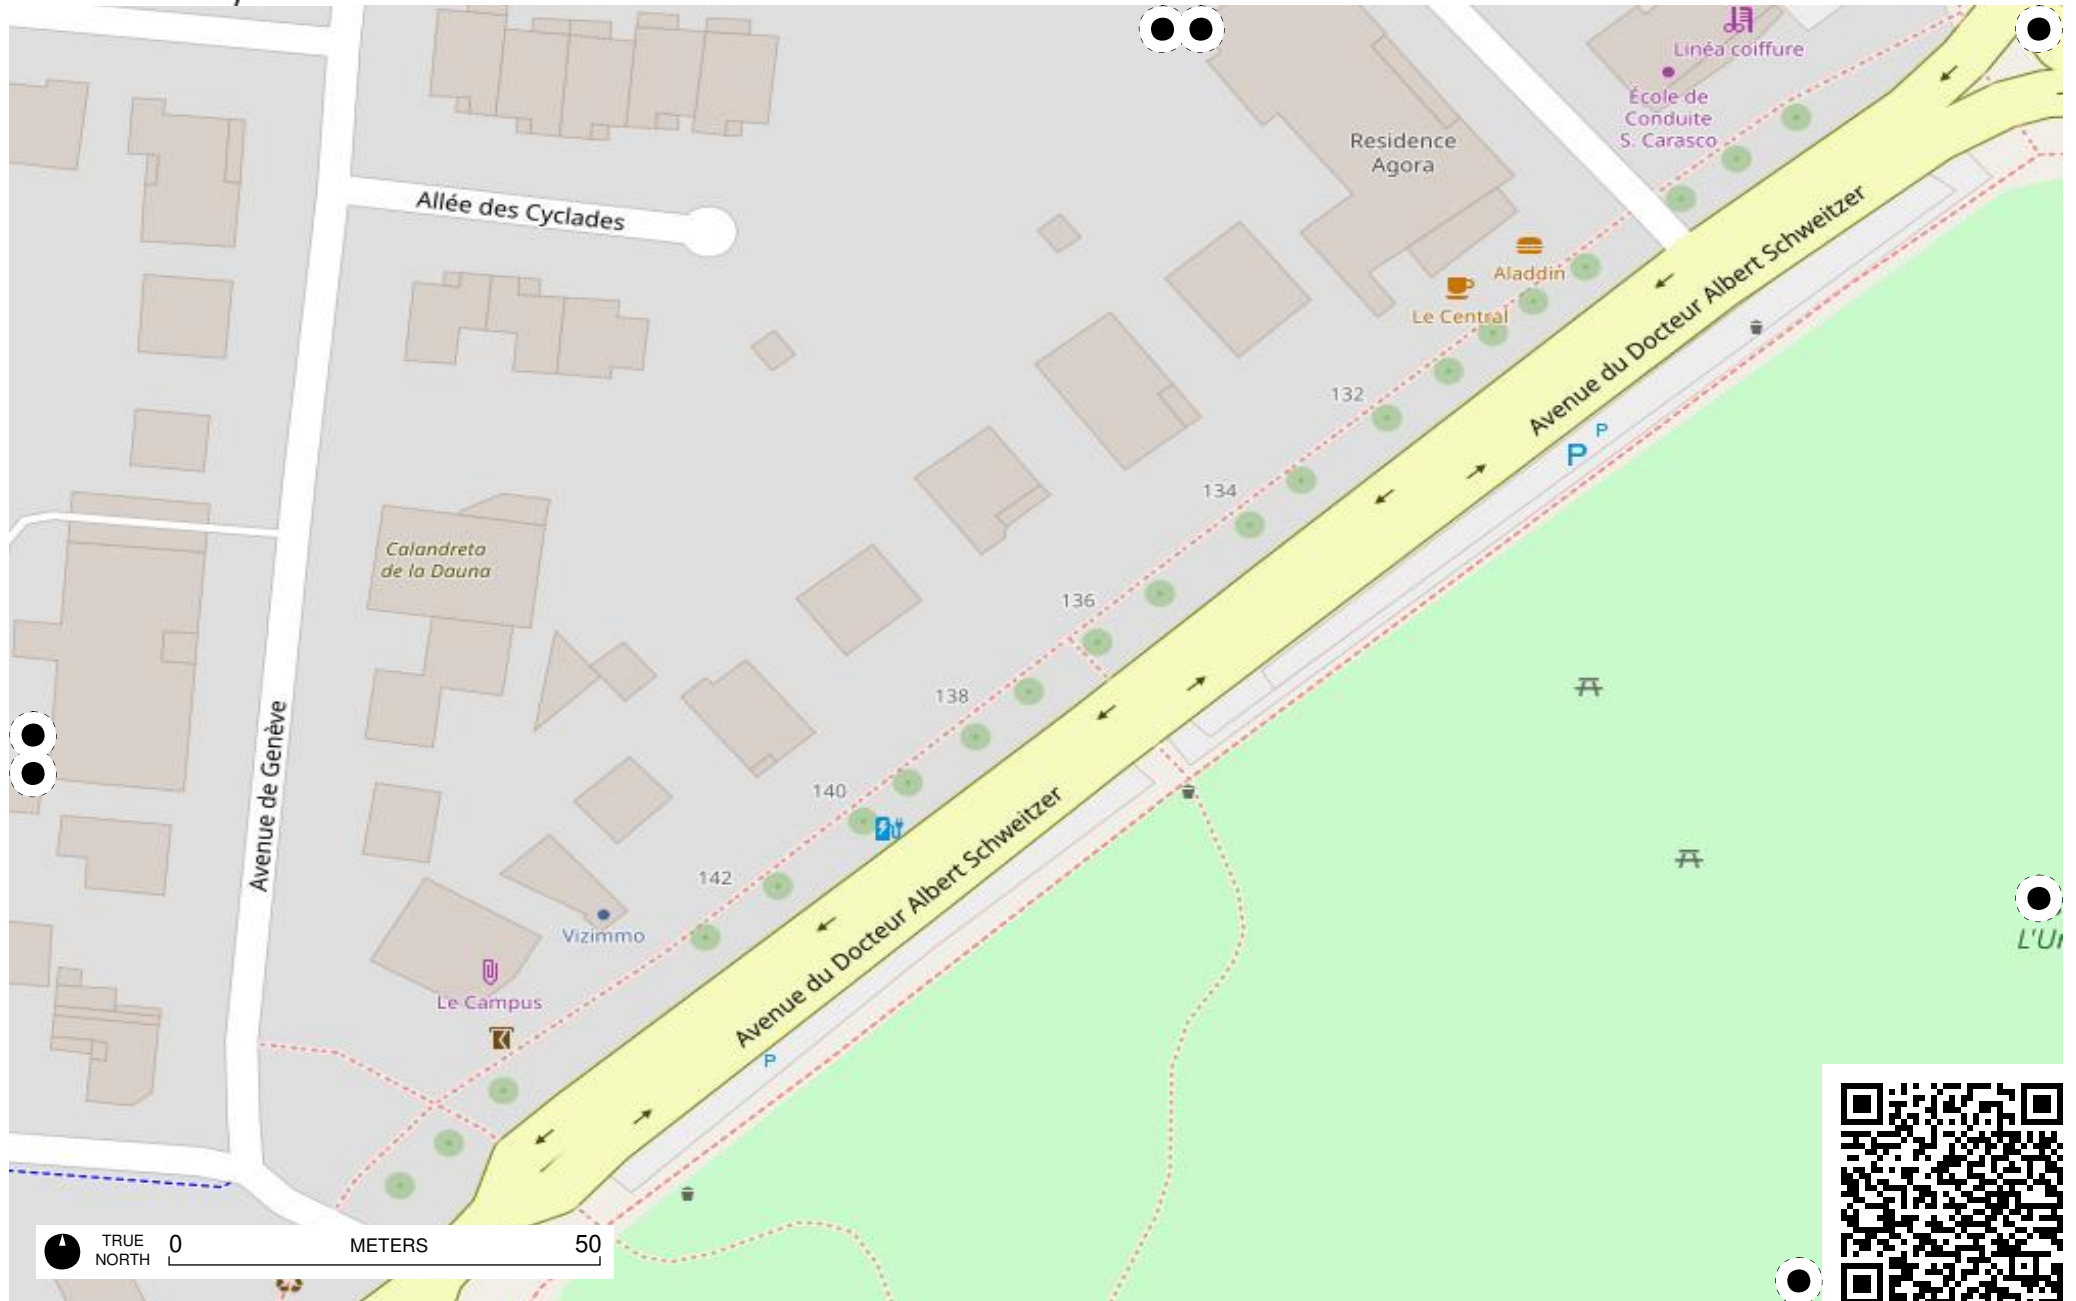 Linéa coiffure
École de
Conduite
S. Carasco
Residence
Agora
Allée des Cyclades
Aladdin
Le Central
Avenue du Docteur Albert Schweitzer
132
P
P
134
Calandreta
de la Dauna
136
138
Avenue de Genève
140
142
Avenue du Docteur Albert Schweitzer
Vizimmo
L'Ur
Le Campus
P
TRUE
NORTH
0
METERS
50